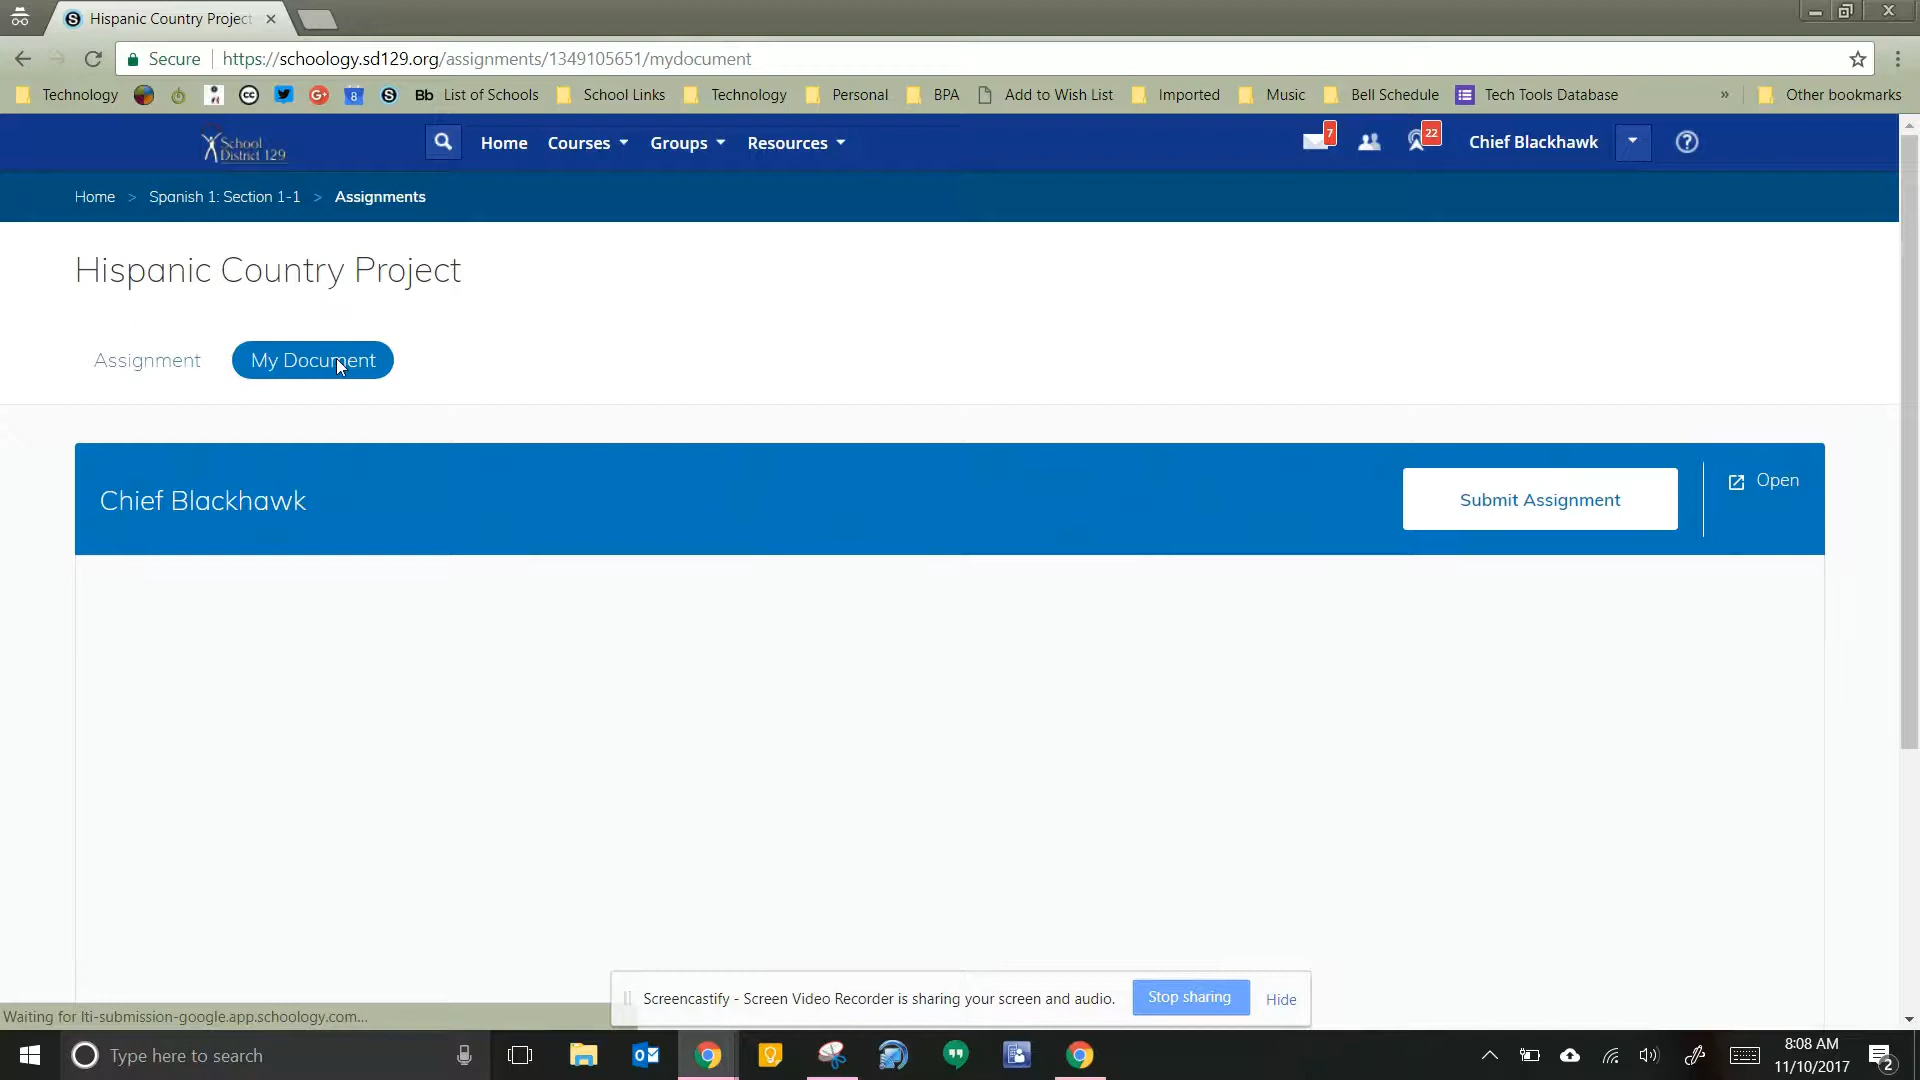 Hispanic Country Project
Secure https://schoology.sd129.org/assignments/1349105651/mydocument
Technology cc G+ 8 S Bb List of Schools School Links Technology Personal BPA Add to Wish List Imported Music Bell Schedule Tech Tools Database » Other bookmarks
School District 129 Home Courses Groups Resources 7 22 Chief Blackhawk ?
Home > Spanish 1: Section 1-1 > Assignments
Hispanic Country Project
Assignment My Document
Chief Blackhawk Submit Assignment Open
Screencastify - Screen Video Recorder is sharing your screen and audio. Stop sharing Hide
Waiting for lti-submission-google.app.schoology.com...
Type here to search
8:08 AM
11/10/2017 2